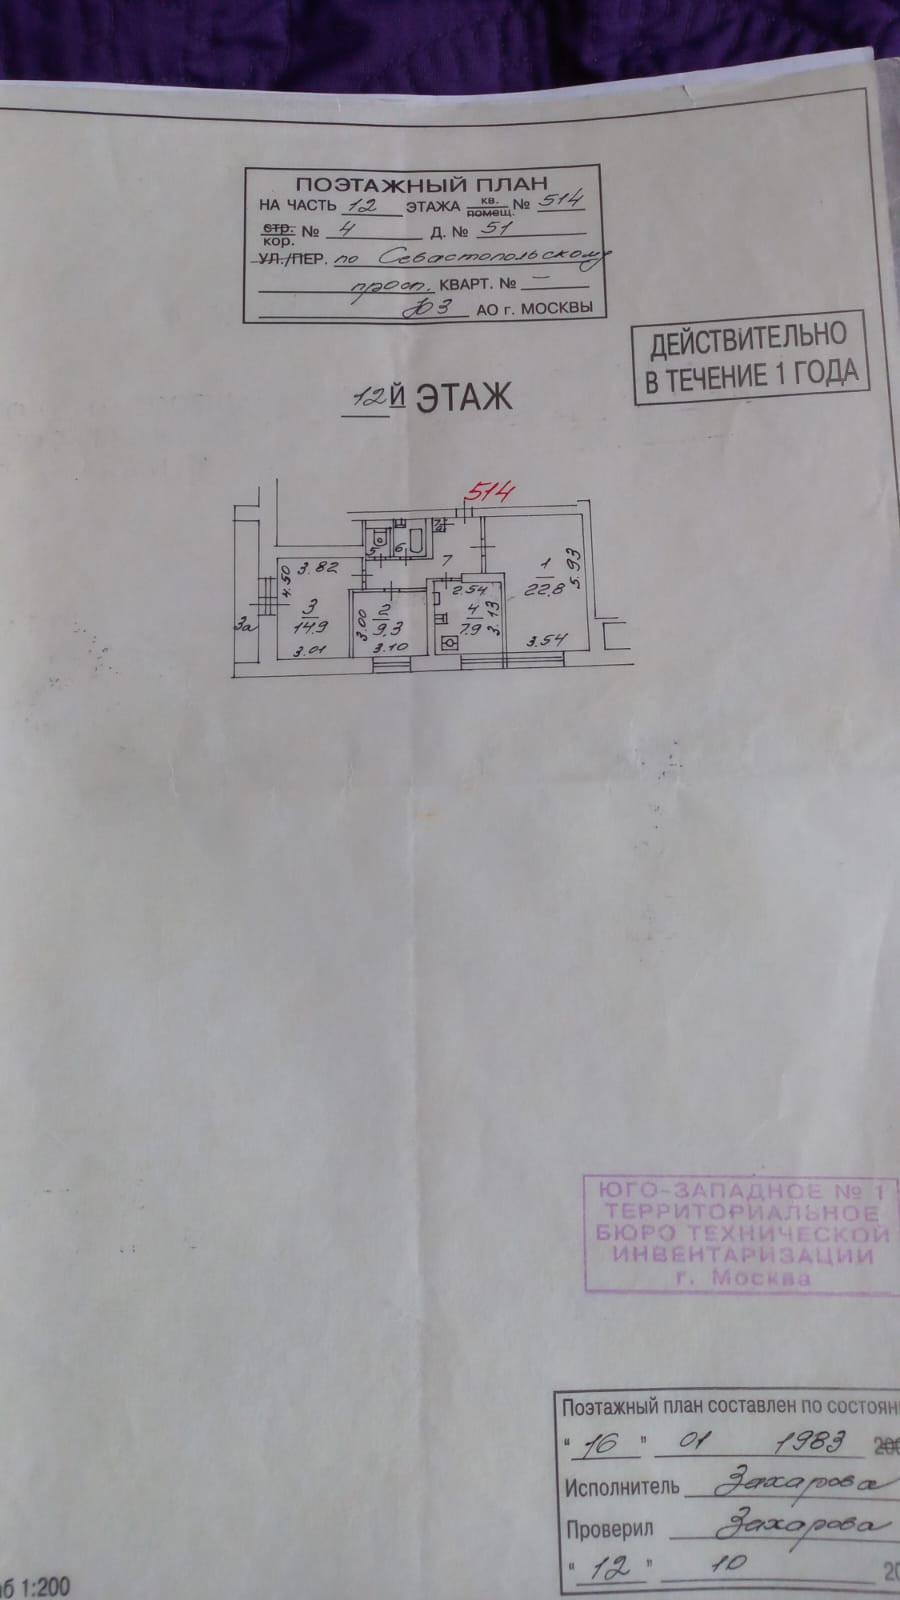 ПОЭТАЖНЫЙ ПЛАН
НА ЧАСТЬ 12 ЭТАЖА кв. помещ. № 514
стр. кор. № 4 Д. № 51
УЛ./ПЕР. по Севастопольскому
просп. КВАРТ. № —
ЮЗ АО г. МОСКВЫ
ДЕЙСТВИТЕЛЬНО
В ТЕЧЕНИЕ 1 ГОДА
12Й ЭТАЖ
514
5
6
7
3.82
4.50
3
14.9
3.01
3а
3.00
2
9.3
3.10
2.54
4
7.9
3.13
1
22.8
5.93
3.54
ЮГО-ЗАПАДНОЕ № 1
ТЕРРИТОРИАЛЬНОЕ
БЮРО ТЕХНИЧЕСКОЙ
ИНВЕНТАРИЗАЦИИ
г. Москва
Поэтажный план составлен по состоян
"16" 01 1983 200
Исполнитель Захарова
Проверил Захарова
"12" 10 20
аб 1:200